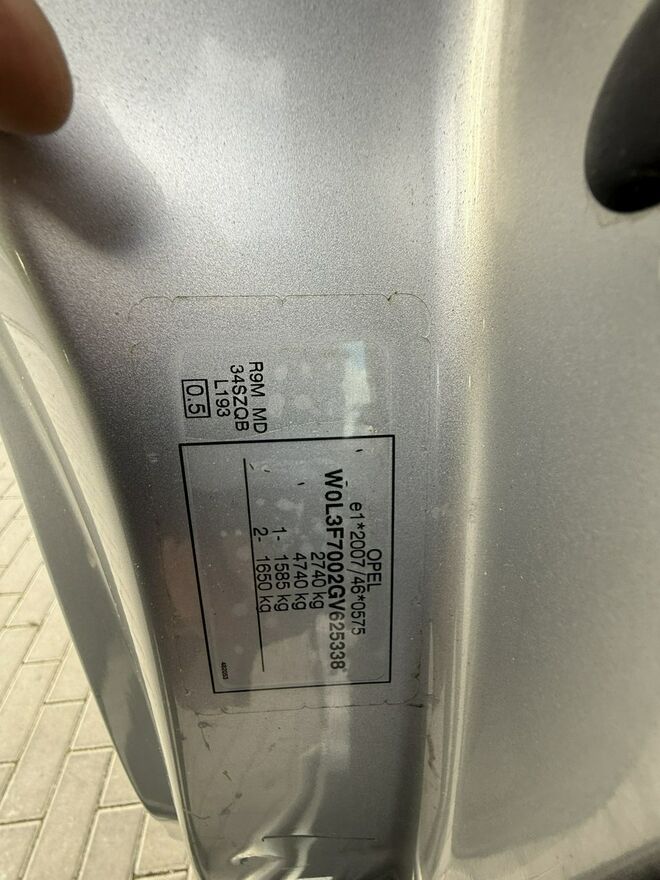 OPEL
e1*2007/46*0575
W0L3F7002GV625338
2740 kg
4740 kg
1- 1585 kg
2- 1650 kg
R9M MD
34SZQB
L193
0.5